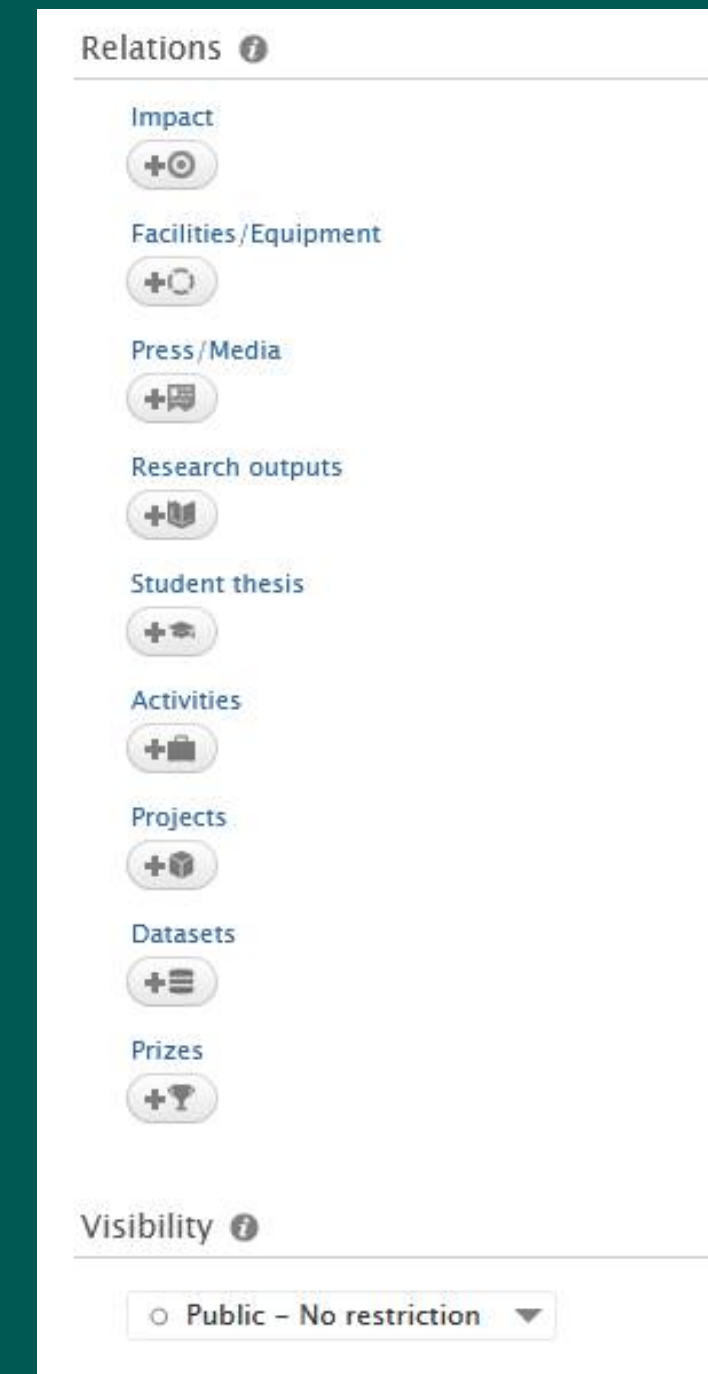 Relations
Impact
Facilities/Equipment
Press/Media
Research outputs
Student thesis
Activities
Projects
Datasets
Prizes
Visibility
Public – No restriction